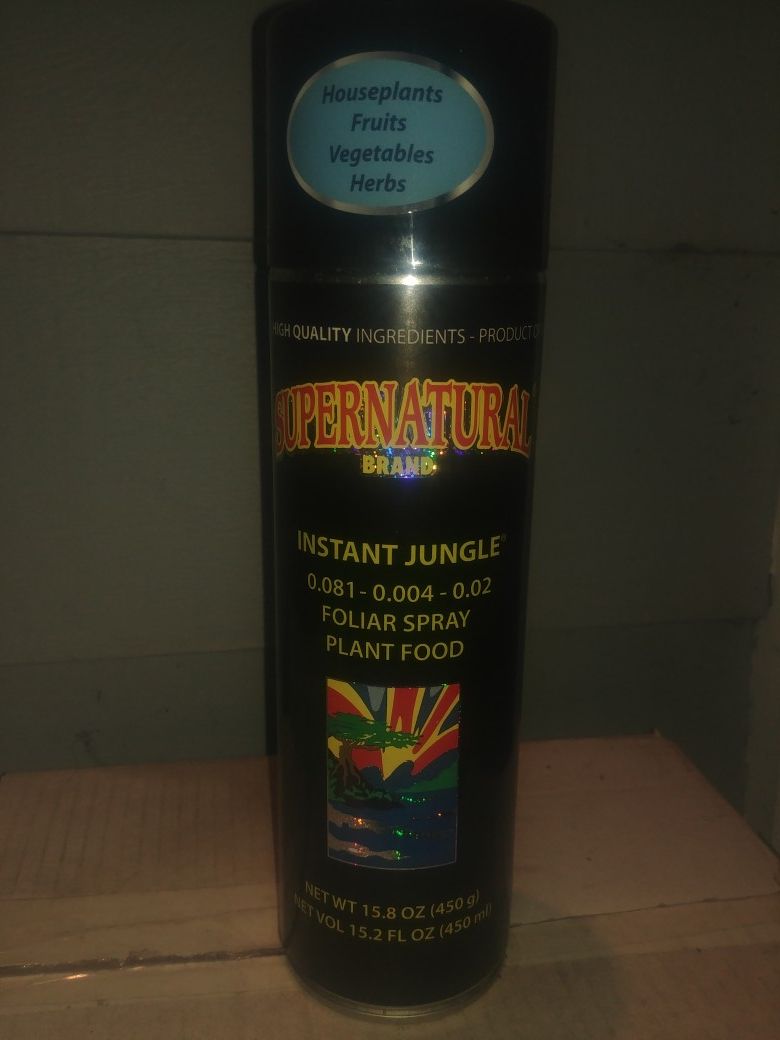 Houseplants
Fruits
Vegetables
Herbs
HIGH QUALITY INGREDIENTS - PRODUCT
SUPERNATURAL
BRAND
INSTANT JUNGLE®
0.081 - 0.004 - 0.02
FOLIAR SPRAY
PLANT FOOD
NET WT 15.8 OZ (450 g)
NET VOL 15.2 FL OZ (450 ml)